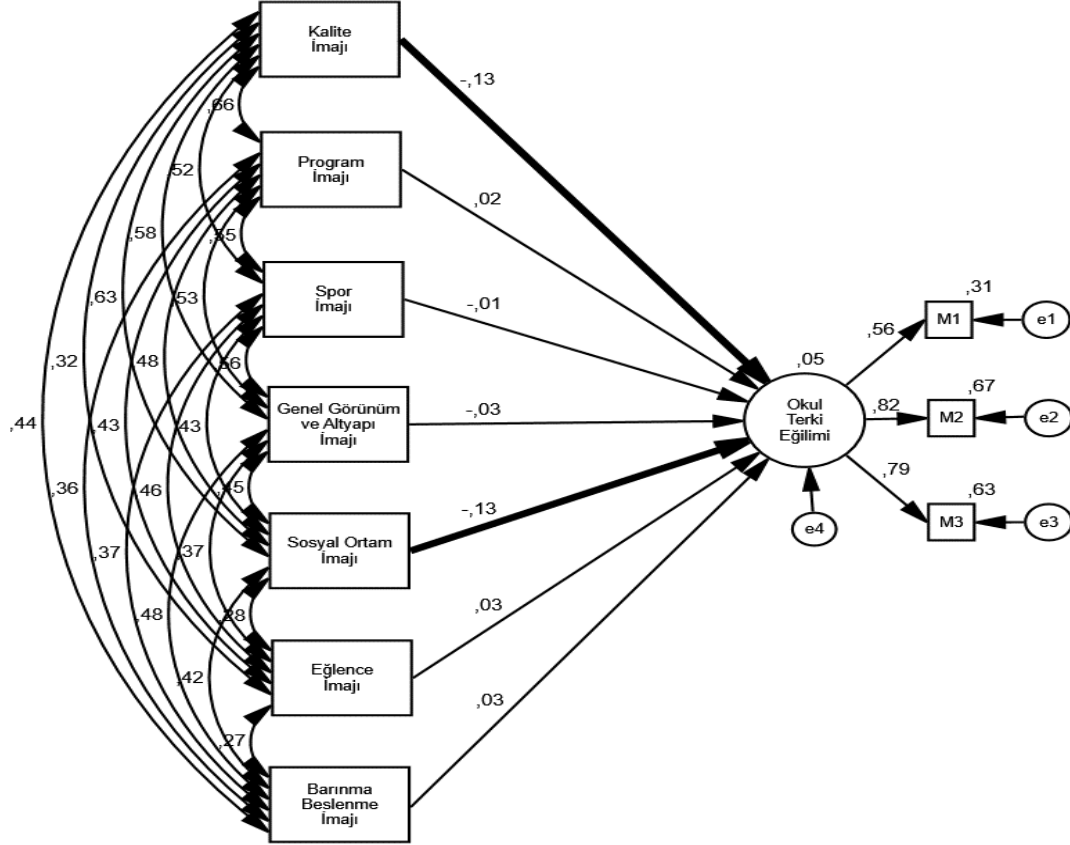 Kalite
İmajı
-,13
,66
Program
İmajı
,52
,02
,55
,58
Spor
İmajı
,53
,63
-,01
,31
M1
e1
,56
,32
,48
,56
,05
Genel Görünüm
ve Altyapı
İmajı
-,03
Okul
Terki
Eğilimi
,82
,67
M2
e2
,44
,43
,43
,79
,63
M3
e3
,36
,46
,45
-,13
e4
Sosyal Ortam
İmajı
,37
,37
,48
,28
,03
Eğlence
İmajı
,42
,03
,27
Barınma
Beslenme
İmajı